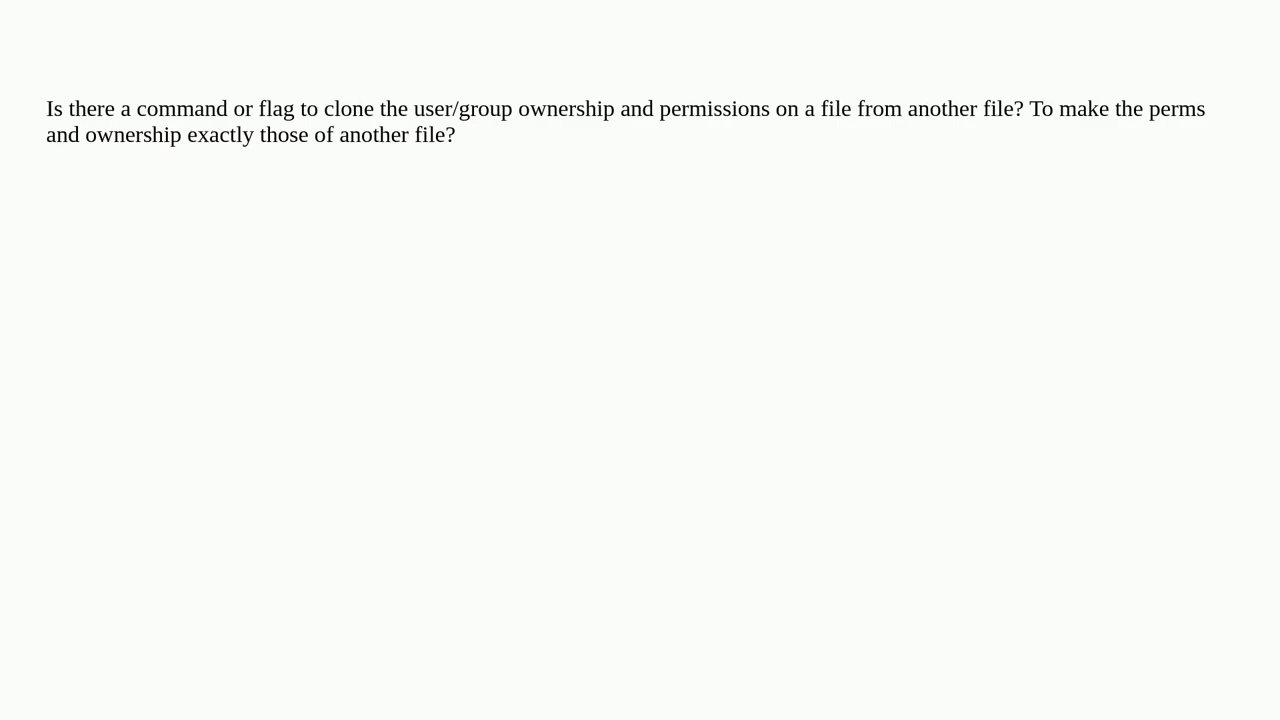 Is there a command or flag to clone the user/group ownership and permissions on a file from another file? To make the perms
and ownership exactly those of another file?